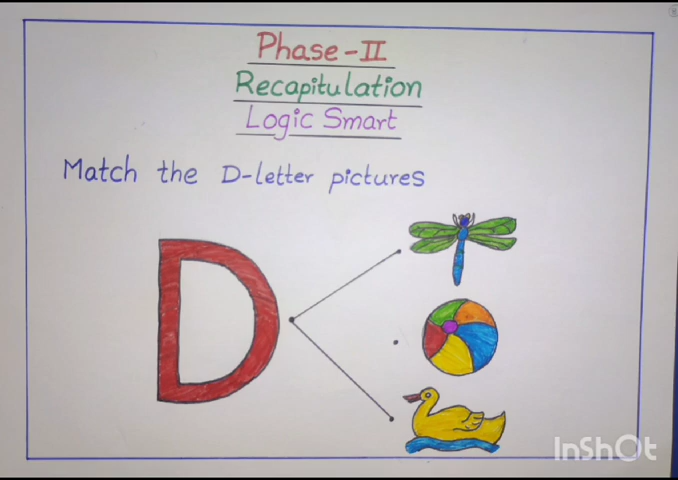 Phase-II
Recapitulation
Logic Smart
Match the D-letter pictures
D
InShOt